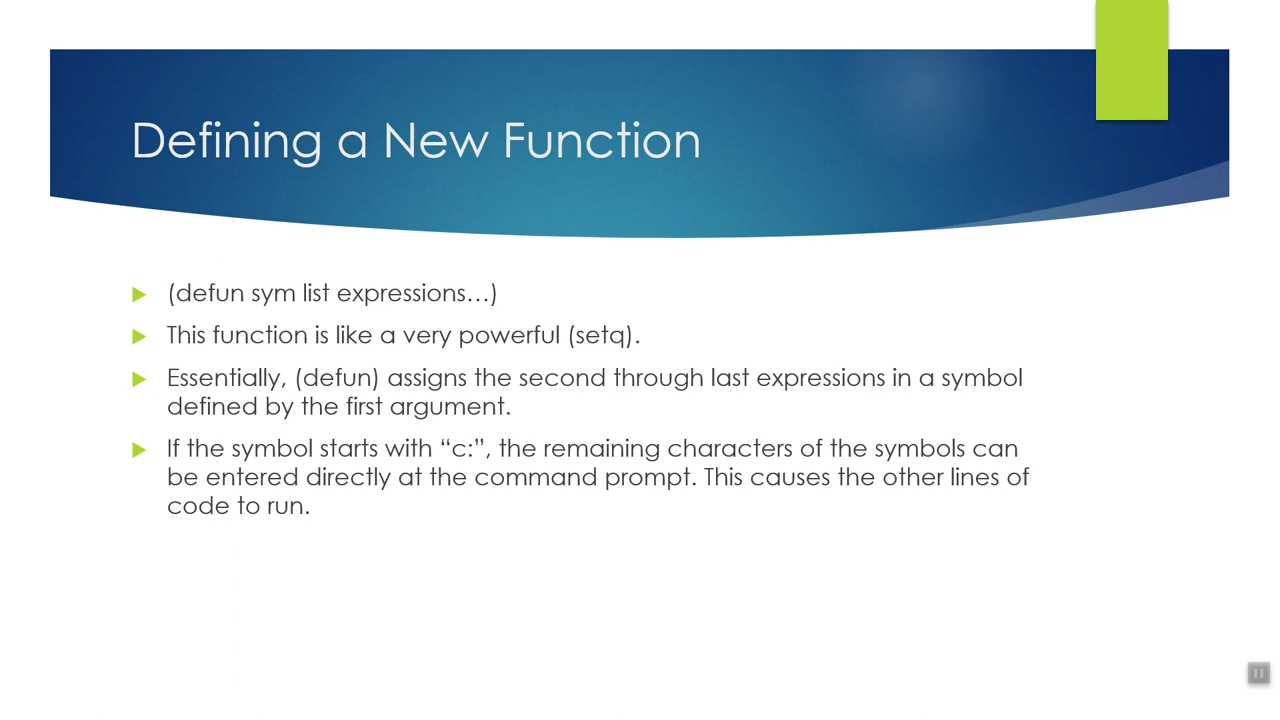 Defining a New Function
(defun sym list expressions…)
This function is like a very powerful (setq).
Essentially, (defun) assigns the second through last expressions in a symbol
defined by the first argument.
If the symbol starts with “c:”, the remaining characters of the symbols can
be entered directly at the command prompt. This causes the other lines of
code to run.